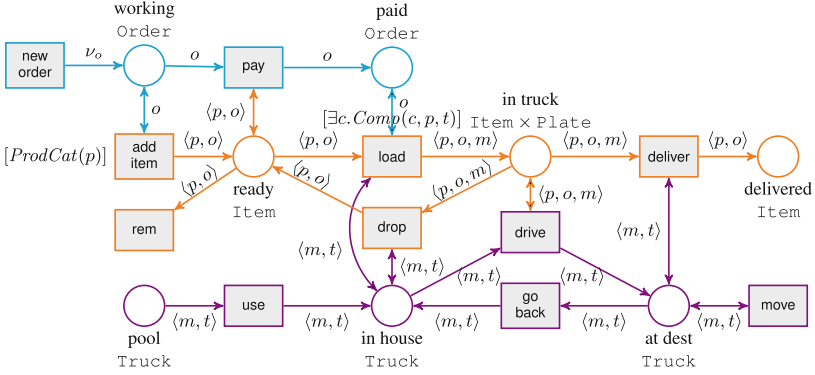 working
Order
paid
Order
new
order
ν_o
o
pay
o
o
⟨p, o⟩
o
[∃c.Comp(c, p, t)]
in truck
Item × Plate
[ProdCat(p)]
add
item
⟨p, o⟩
⟨p, o⟩
load
⟨p, o, m⟩
⟨p, o, m⟩
deliver
⟨p, o⟩
⟨p, o⟩
ready
Item
⟨p, o⟩
⟨p, o, m⟩
⟨p, o, m⟩
delivered
Item
rem
drop
drive
⟨m, t⟩
⟨m, t⟩
⟨m, t⟩
⟨m, t⟩
⟨m, t⟩
use
go
back
move
⟨m, t⟩
⟨m, t⟩
⟨m, t⟩
⟨m, t⟩
⟨m, t⟩
pool
Truck
in house
Truck
at dest
Truck